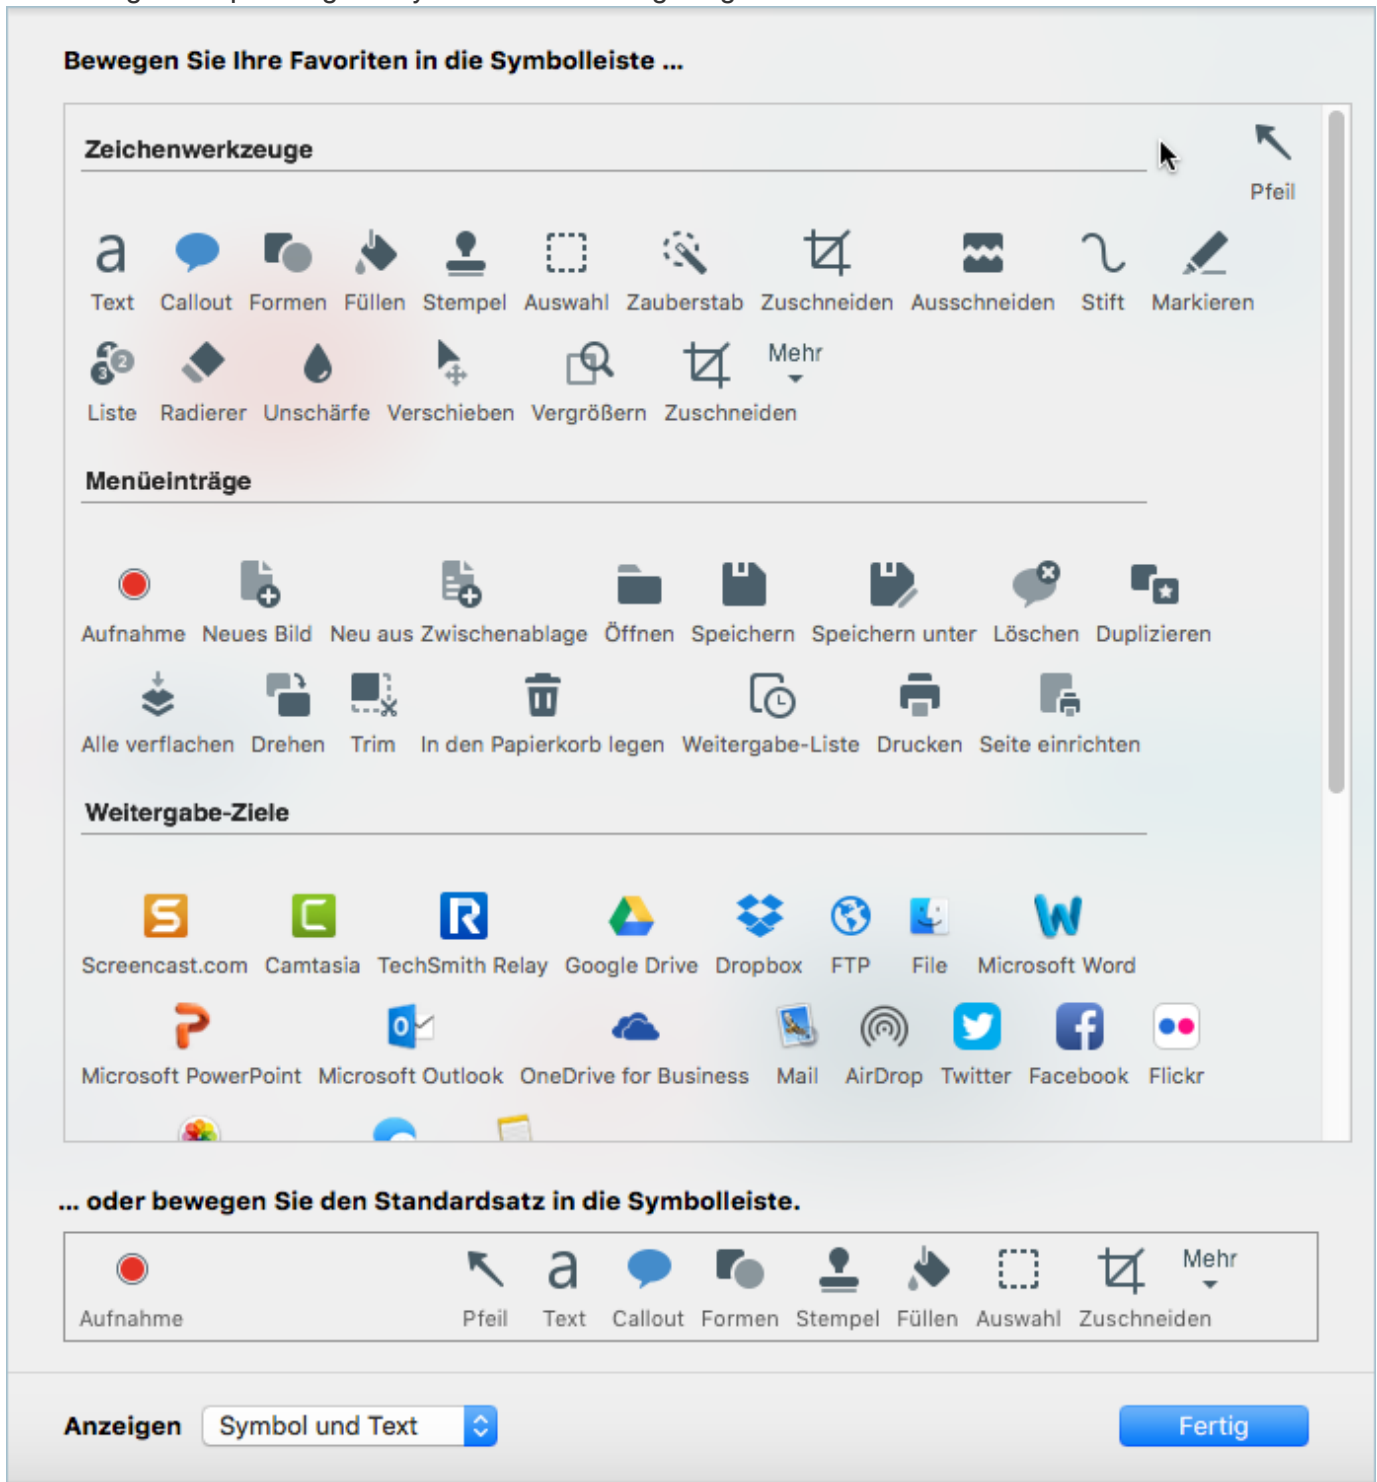 Bewegen Sie Ihre Favoriten in die Symbolleiste ...
Zeichenwerkzeuge
Pfeil
a
Text Callout Formen Füllen Stempel Auswahl Zauberstab Zuschneiden Ausschneiden Stift Markieren
1 2 3
Mehr
Liste Radierer Unschärfe Verschieben Vergrößern Zuschneiden
Menüeinträge
Aufnahme Neues Bild Neu aus Zwischenablage Öffnen Speichern Speichern unter Löschen Duplizieren
Alle verflachen Drehen Trim In den Papierkorb legen Weitergabe-Liste Drucken Seite einrichten
Weitergabe-Ziele
Screencast.com Camtasia TechSmith Relay Google Drive Dropbox FTP File Microsoft Word
Microsoft PowerPoint Microsoft Outlook OneDrive for Business Mail AirDrop Twitter Facebook Flickr
... oder bewegen Sie den Standardsatz in die Symbolleiste.
a
Mehr
Aufnahme Pfeil Text Callout Formen Stempel Füllen Auswahl Zuschneiden
Anzeigen Symbol und Text Fertig